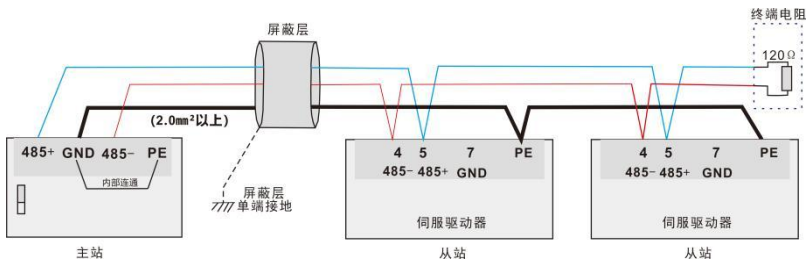 终端电阻
屏蔽层
120Ω
(2.0mm²以上)
485+ GND 485- PE
内部连通
屏蔽层
单端接地
主站
4 5 7 PE
485- 485+ GND
伺服驱动器
从站
4 5 7 PE
485- 485+ GND
伺服驱动器
从站